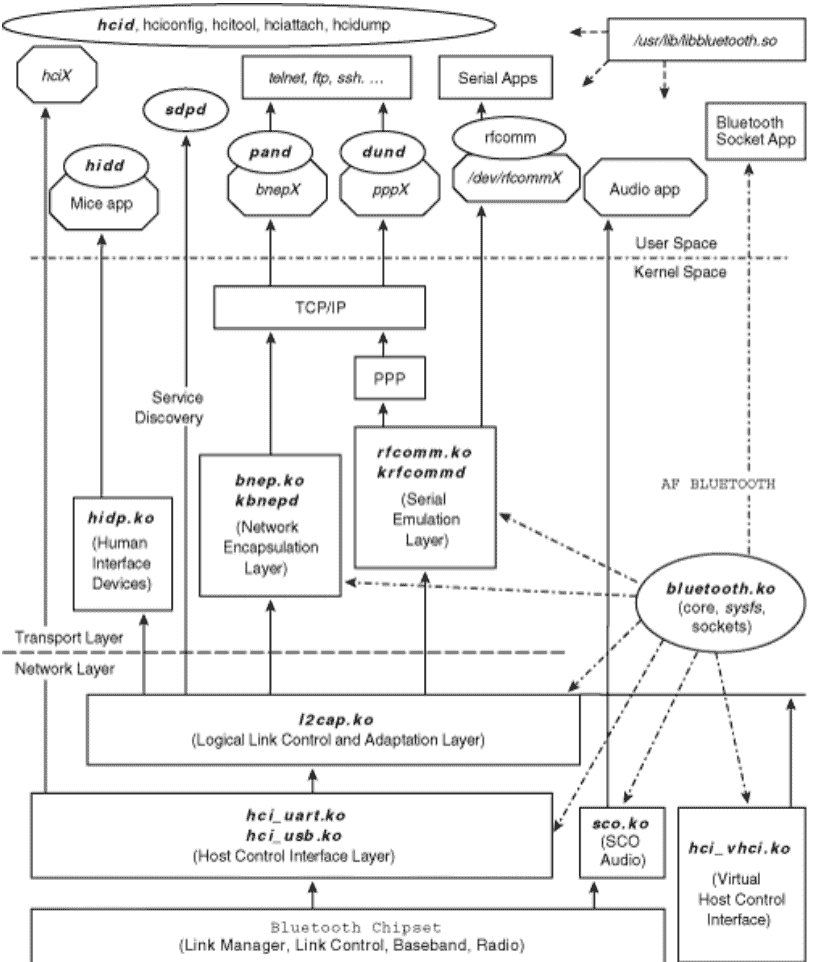 hcid, hciconfig, hcitool, hciattach, hcidump
/usr/lib/libbluetooth.so
hciX
telnet, ftp, ssh. ...
Serial Apps
sdpd
Bluetooth
Socket App
hidd
Mice app
pand
bnepX
dund
pppX
rfcomm
/dev/rfcommX
Audio app
User Space
Kernel Space
TCP/IP
PPP
Service
Discovery
rfcomm.ko
krfcommd
(Serial
Emulation
Layer)
bnep.ko
kbnepd
(Network
Encapsulation
Layer)
AF BLUETOOTH
hidp.ko
(Human
Interface
Devices)
bluetooth.ko
(core, sysfs,
sockets)
Transport Layer
Network Layer
l2cap.ko
(Logical Link Control and Adaptation Layer)
hci_uart.ko
hci_usb.ko
(Host Control Interface Layer)
sco.ko
(SCO
Audio)
hci_vhci.ko
(Virtual
Host Control
Interface)
Bluetooth Chipset
(Link Manager, Link Control, Baseband, Radio)